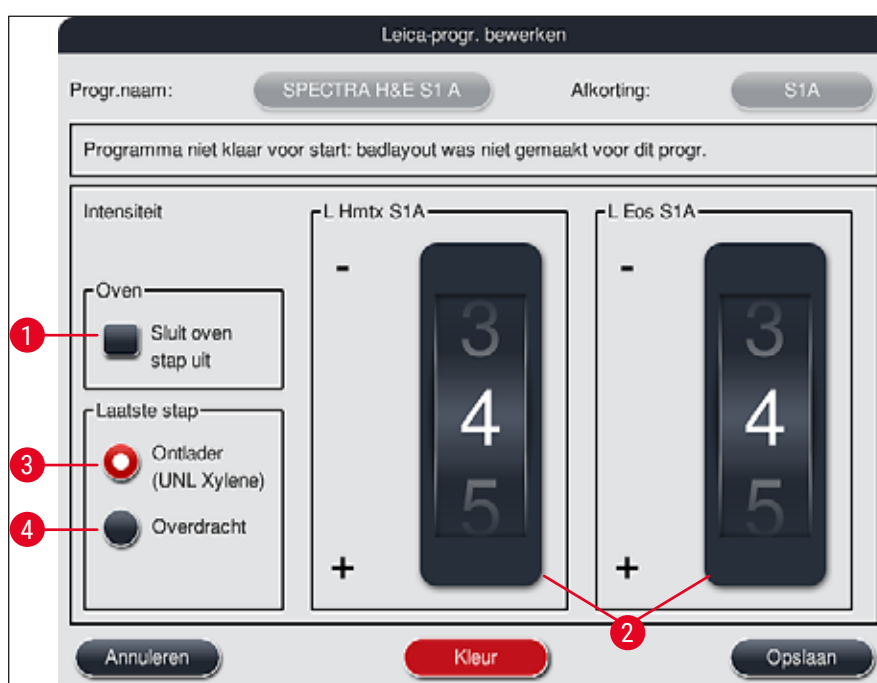 Leica-progr. bewerken
Progr.naam: SPECTRA H&E S1 A Afkorting: S1A
Programma niet klaar voor start: badlayout was niet gemaakt voor dit progr.
Intensiteit
L Hmtx S1A
L Eos S1A
- -
Oven
1 Sluit oven
stap uit
3 3
4 4
5 5
Laatste stap
3 Ontlader
(UNL Xylene)
4 Overdracht
+ +
2
Annuleren Kleur Opslaan